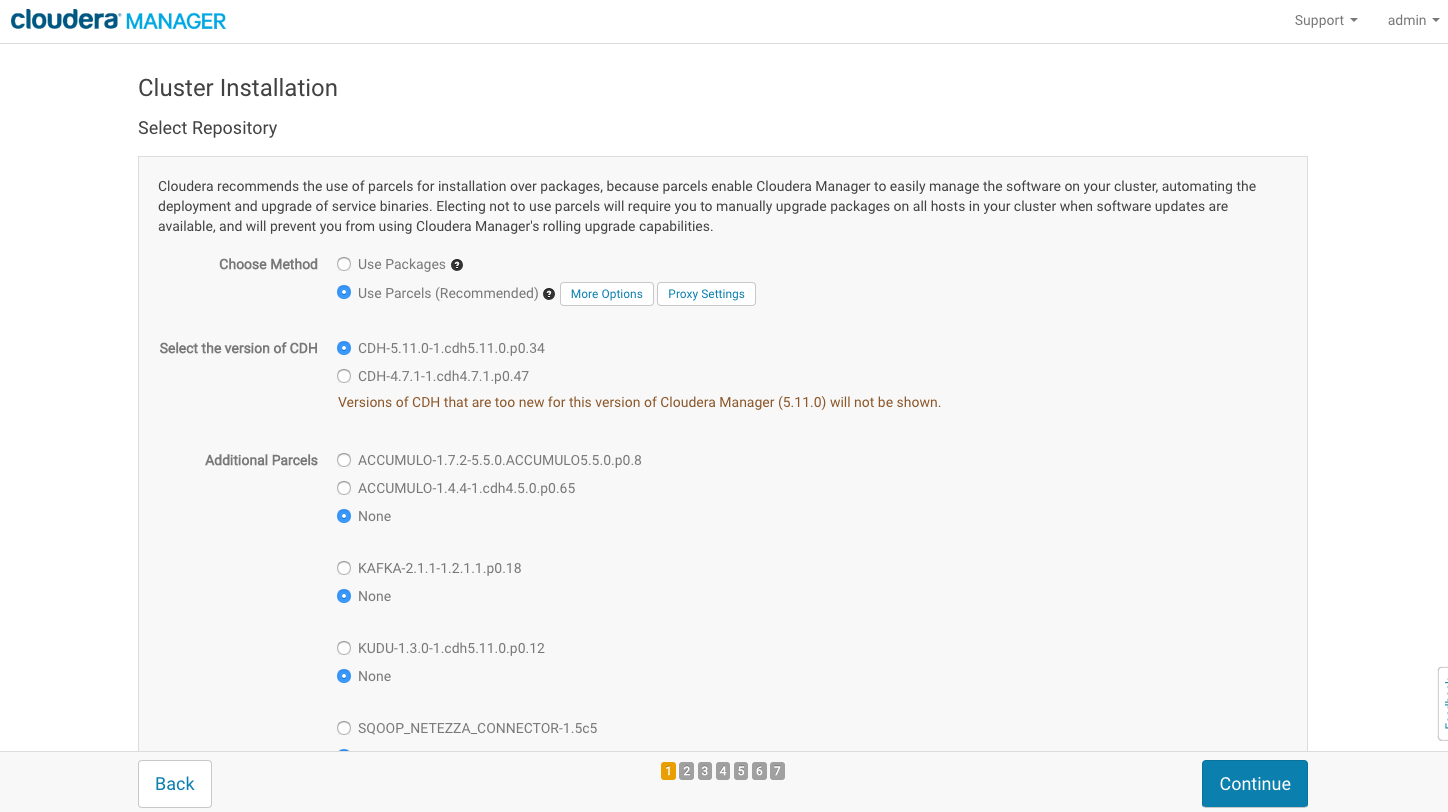 cloudera MANAGER
Support admin
Cluster Installation
Select Repository
Cloudera recommends the use of parcels for installation over packages, because parcels enable Cloudera Manager to easily manage the software on your cluster, automating the
deployment and upgrade of service binaries. Electing not to use parcels will require you to manually upgrade packages on all hosts in your cluster when software updates are
available, and will prevent you from using Cloudera Manager's rolling upgrade capabilities.
Choose Method Use Packages ?
Use Parcels (Recommended) ? More Options Proxy Settings
Select the version of CDH CDH-5.11.0-1.cdh5.11.0.p0.34
CDH-4.7.1-1.cdh4.7.1.p0.47
Versions of CDH that are too new for this version of Cloudera Manager (5.11.0) will not be shown.
Additional Parcels ACCUMULO-1.7.2-5.5.0.ACCUMULO5.5.0.p0.8
ACCUMULO-1.4.4-1.cdh4.5.0.p0.65
None
KAFKA-2.1.1-1.2.1.1.p0.18
None
KUDU-1.3.0-1.cdh5.11.0.p0.12
None
SQOOP_NETEZZA_CONNECTOR-1.5c5
Back 1 2 3 4 5 6 7 Continue